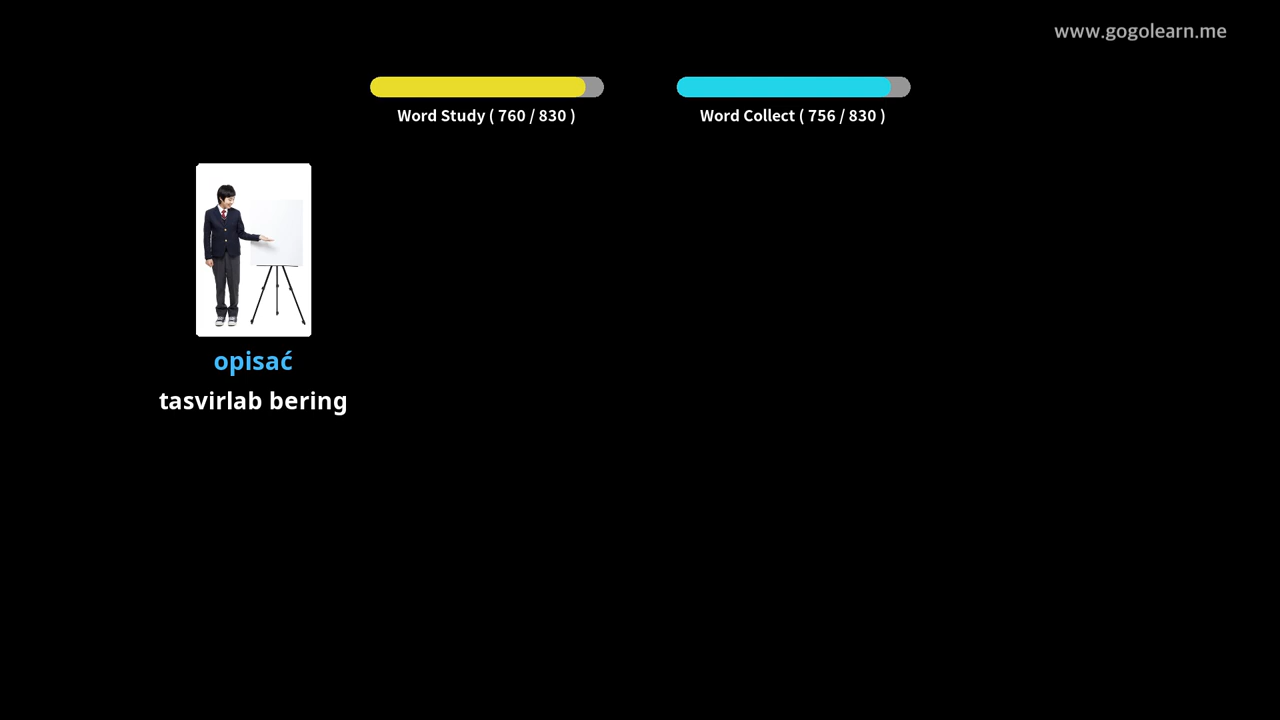 www.gogolearn.me
Word Study ( 760 / 830 )
Word Collect ( 756 / 830 )
opisać
tasvirlab bering